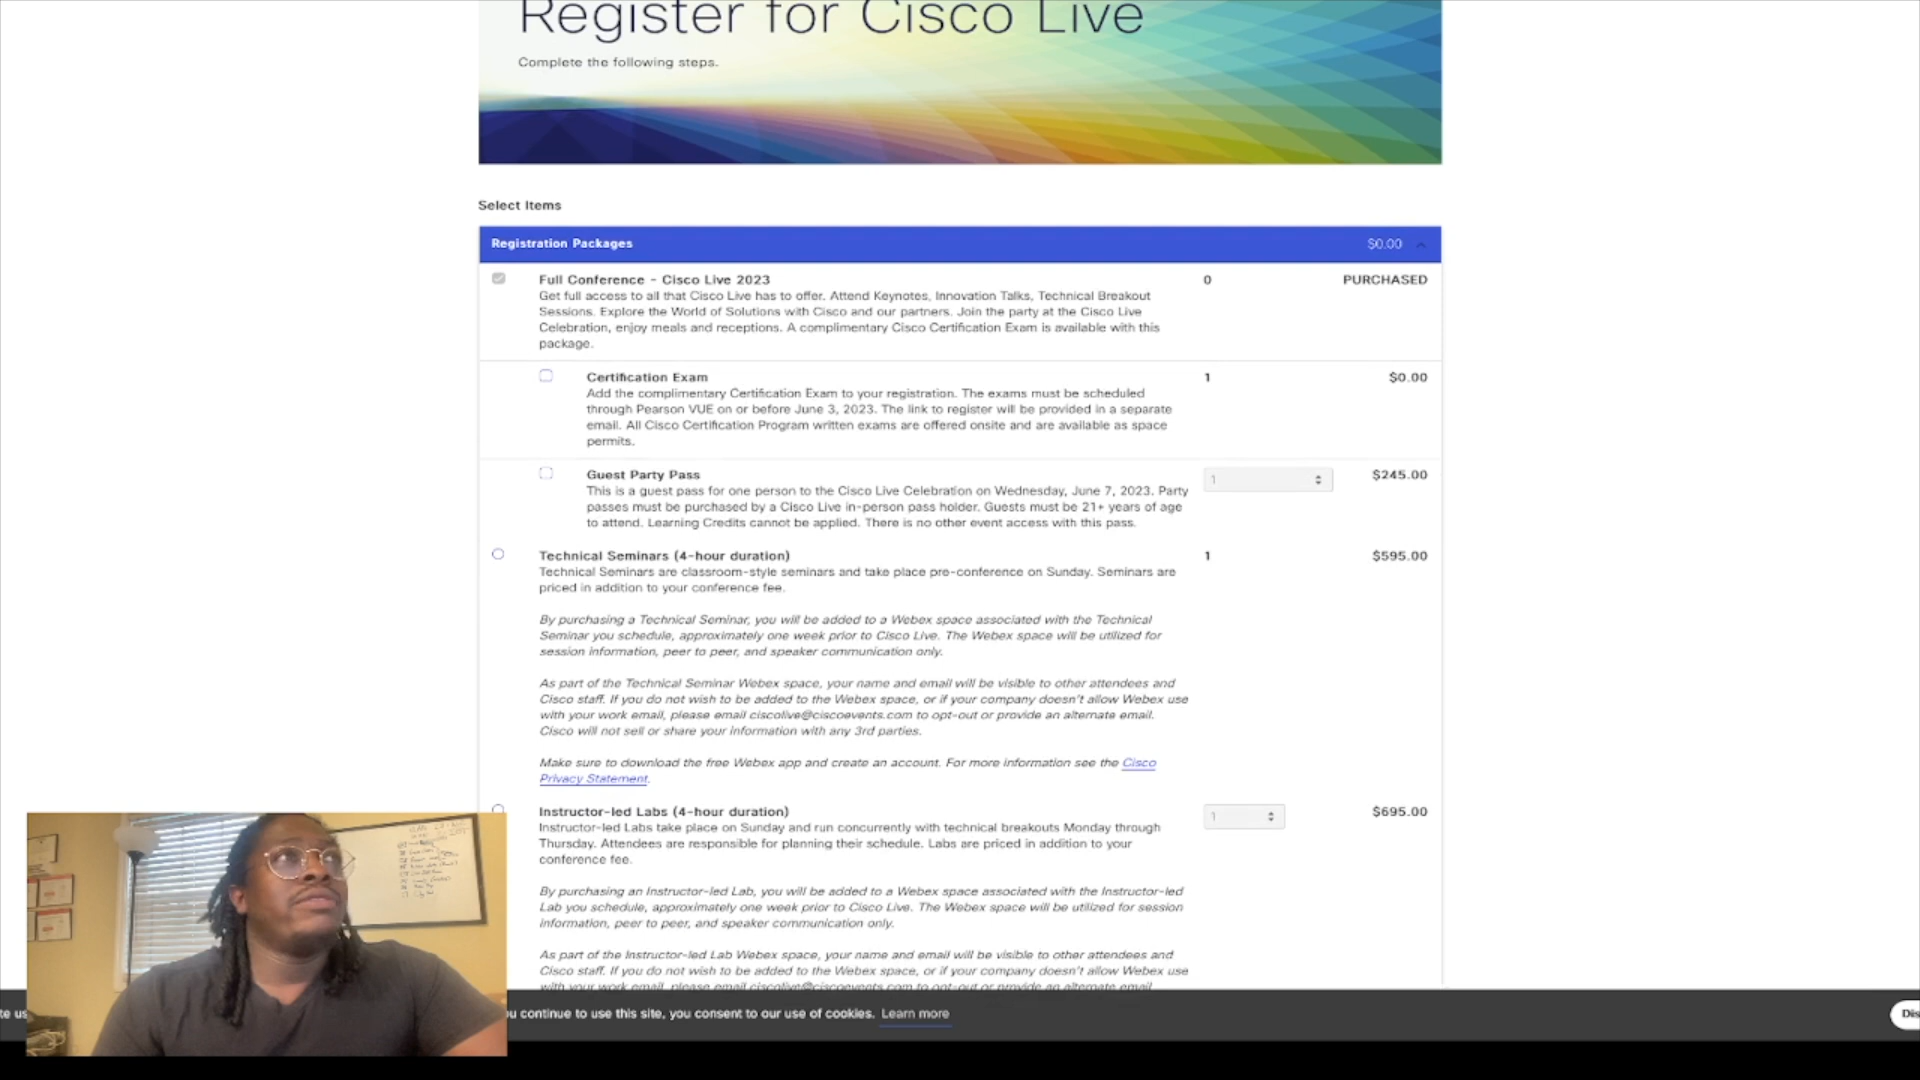 Register for Cisco Live
Complete the following steps.
Select Items
Registration Packages $0.00
Full Conference - Cisco Live 2023 0 PURCHASED
Get full access to all that Cisco Live has to offer. Attend Keynotes, Innovation Talks, Technical Breakout
Sessions. Explore the World of Solutions with Cisco and our partners. Join the party at the Cisco Live
Celebration, enjoy meals and receptions. A complimentary Cisco Certification Exam is available with this
package.
Certification Exam 1 $0.00
Add the complimentary Certification Exam to your registration. The exams must be scheduled
through Pearson VUE on or before June 3, 2023. The link to register will be provided in a separate
email. All Cisco Certification Program written exams are offered onsite and are available as space
permits.
Guest Party Pass 1 $245.00
This is a guest pass for one person to the Cisco Live Celebration on Wednesday, June 7, 2023. Party
passes must be purchased by a Cisco Live in-person pass holder. Guests must be 21+ years of age
to attend. Learning Credits cannot be applied. There is no other event access with this pass.
Technical Seminars (4-hour duration) 1 $595.00
Technical Seminars are classroom-style seminars and take place pre-conference on Sunday. Seminars are
priced in addition to your conference fee.
By purchasing a Technical Seminar, you will be added to a Webex space associated with the Technical
Seminar you schedule, approximately one week prior to Cisco Live. The Webex space will be utilized for
session information, peer to peer, and speaker communication only.
As part of the Technical Seminar Webex space, your name and email will be visible to other attendees and
Cisco staff. If you do not wish to be added to the Webex space, or if your company doesn't allow Webex use
with your work email, please email ciscolive@ciscoevents.com to opt-out or provide an alternate email.
Cisco will not sell or share your information with any 3rd parties.
Make sure to download the free Webex app and create an account. For more information see the Cisco
Privacy Statement.
Instructor-led Labs (4-hour duration) 1 $695.00
Instructor-led Labs take place on Sunday and run concurrently with technical breakouts Monday through
Thursday. Attendees are responsible for planning their schedule. Labs are priced in addition to your
conference fee.
By purchasing an Instructor-led Lab, you will be added to a Webex space associated with the Instructor-led
Lab you schedule, approximately one week prior to Cisco Live. The Webex space will be utilized for session
information, peer to peer, and speaker communication only.
As part of the Instructor-led Lab Webex space, your name and email will be visible to other attendees and
Cisco staff. If you do not wish to be added to the Webex space, or if your company doesn't allow Webex use
with your work email, please email ciscolive@ciscoevents.com to opt-out or provide an alternate email.
continue to use this site, you consent to our use of cookies. Learn more